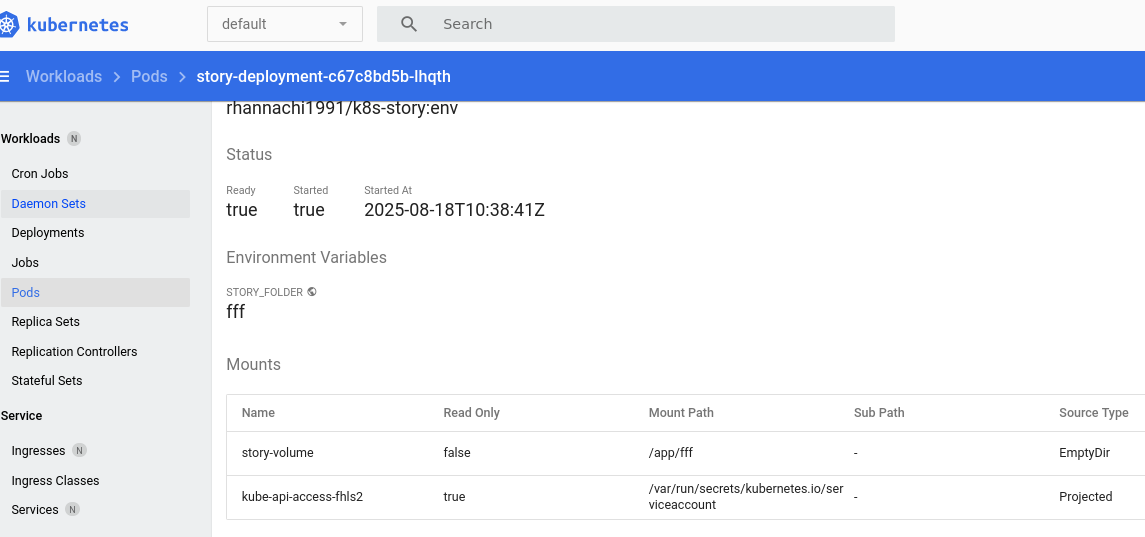 kubernetes
default
Search
Workloads > Pods > story-deployment-c67c8bd5b-lhqth
Workloads N
Cron Jobs
Daemon Sets
Deployments
Jobs
Pods
Replica Sets
Replication Controllers
Stateful Sets
Service
Ingresses N
Ingress Classes
Services N
rhannachi1991/k8s-story:env
Status
Ready Started Started At
true true 2025-08-18T10:38:41Z
Environment Variables
STORY_FOLDER
fff
Mounts
Name Read Only Mount Path Sub Path Source Type
story-volume false /app/fff - EmptyDir
kube-api-access-fhls2 true /var/run/secrets/kubernetes.io/ser - Projected
viceaccount